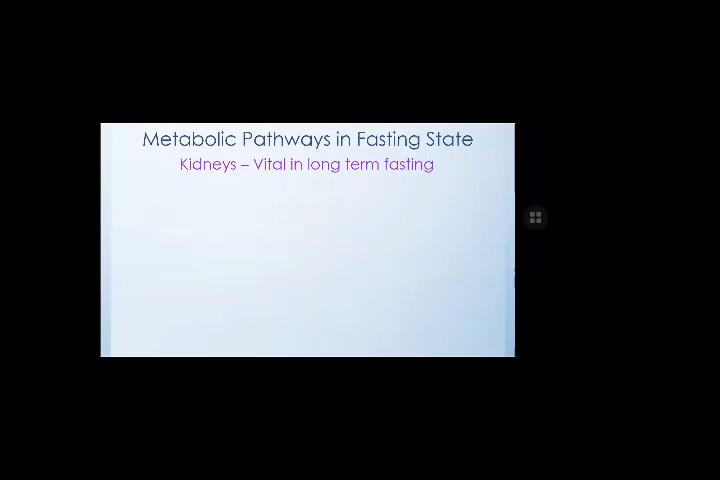 Metabolic Pathways in Fasting State
Kidneys – Vital in long term fasting